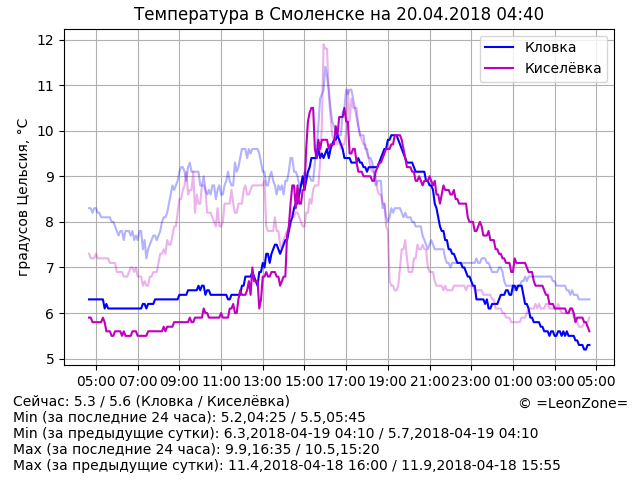 Температура в Смоленске на 20.04.2018 04:40
Кловка
Киселёвка
градусов Цельсия, °C
12
11
10
9
8
7
6
5
05:00 07:00 09:00 11:00 13:00 15:00 17:00 19:00 21:00 23:00 01:00 03:00 05:00
Сейчас: 5.3 / 5.6 (Кловка / Киселёвка)
© =LeonZone=
Min (за последние 24 часа): 5.2,04:25 / 5.5,05:45
Min (за предыдущие сутки): 6.3,2018-04-19 04:10 / 5.7,2018-04-19 04:10
Max (за последние 24 часа): 9.9,16:35 / 10.5,15:20
Max (за предыдущие сутки): 11.4,2018-04-18 16:00 / 11.9,2018-04-18 15:55